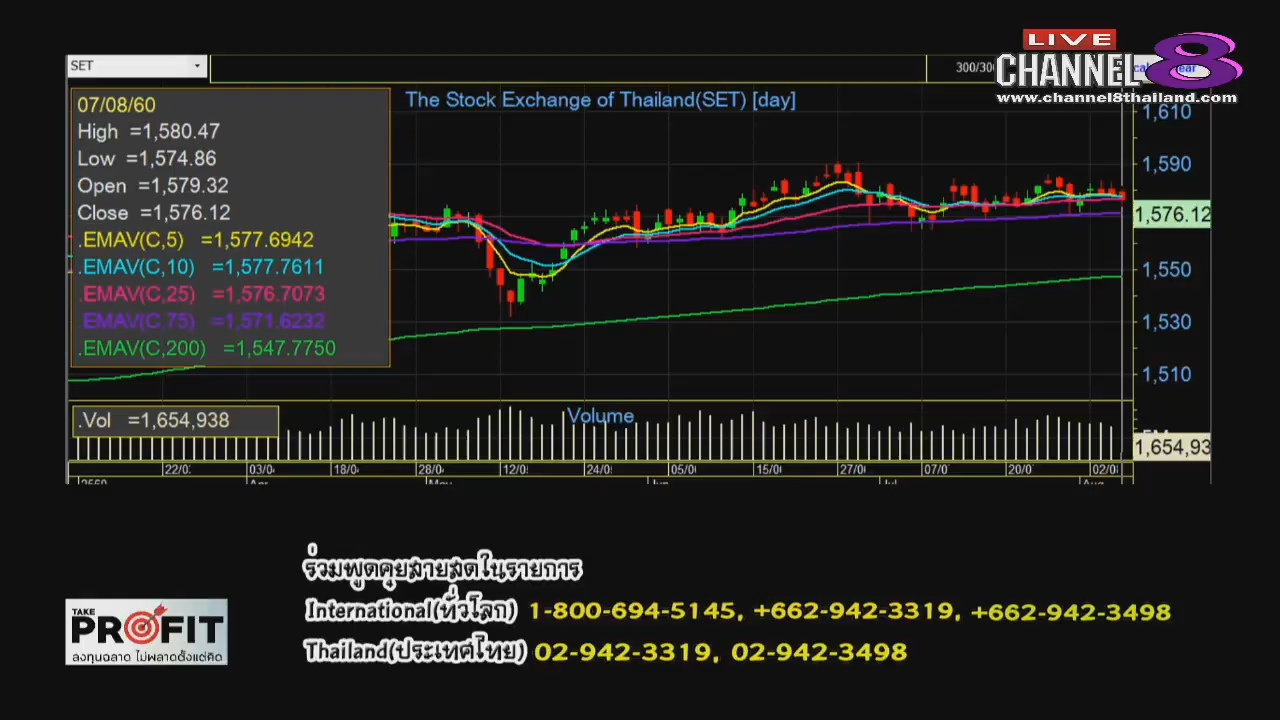 LIVE
CHANNEL 8
www.channel8thailand.com
SET
300/300
The Stock Exchange of Thailand(SET) [day]
07/08/60
High =1,580.47
Low =1,574.86
Open =1,579.32
Close =1,576.12
.EMAV(C,5) =1,577.6942
.EMAV(C,10) =1,577.7611
.EMAV(C,25) =1,576.7073
.EMAV(C,75) =1,571.6232
.EMAV(C,200) =1,547.7750
1,610
1,590
1,576.12
1,550
1,530
1,510
.Vol =1,654,938
Volume
1,654,93
22/0 03/0 18/0 28/0 12/0 24/0 05/0 15/0 27/0 07/0 20/0 02/0
2560 Apr May Jun Jul Aug
ร่วมพูดคุยสายสดในรายการ
International(ทั่วโลก) 1-800-694-5145, +662-942-3319, +662-942-3498
Thailand(ประเทศไทย) 02-942-3319, 02-942-3498
TAKE
PROFIT
ลงทุนฉลาด ไม่พลาดตั้งแต่คิด